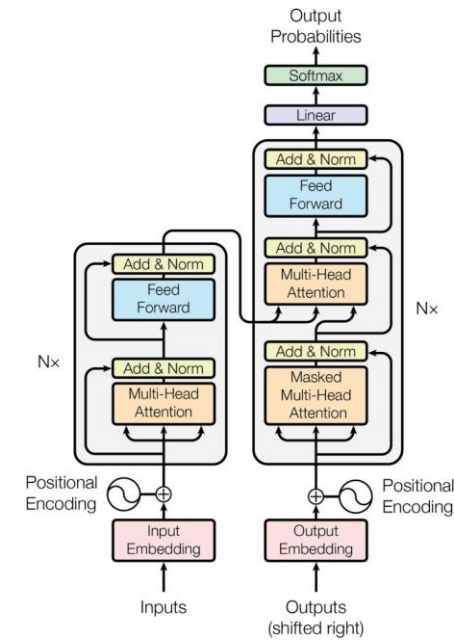 Output
Probabilities
Softmax
Linear
Add & Norm
Feed
Forward
Add & Norm
Multi-Head
Attention
Add & Norm
Masked
Multi-Head
Attention
N×
Add & Norm
Feed
Forward
N×
Add & Norm
Multi-Head
Attention
Positional
Encoding
Positional
Encoding
Input
Embedding
Output
Embedding
Inputs
Outputs
(shifted right)